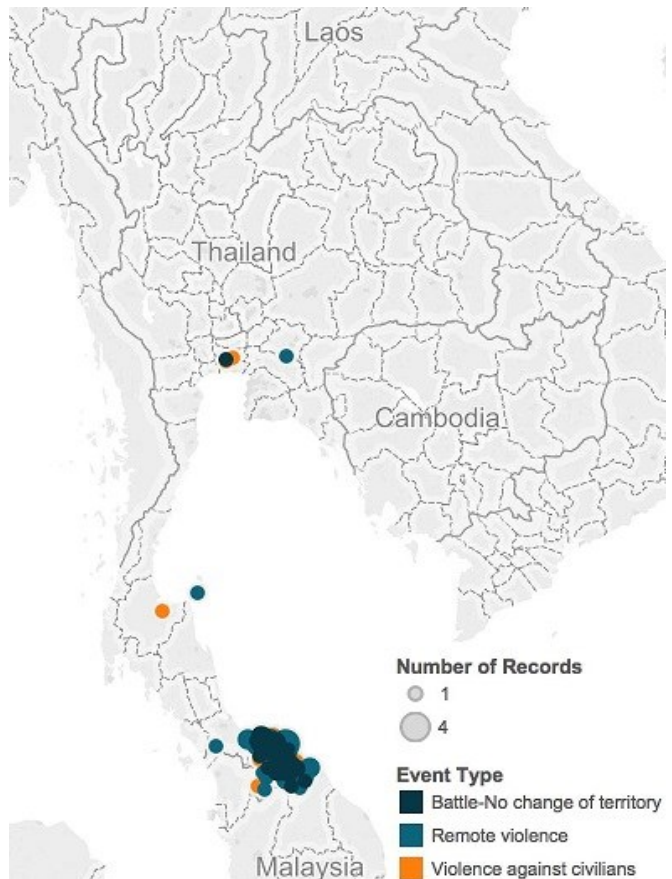 Laos
Thailand
Cambodia
Number of Records
1
4
Event Type
Battle-No change of territory
Remote violence
Violence against civilians
Malaysia